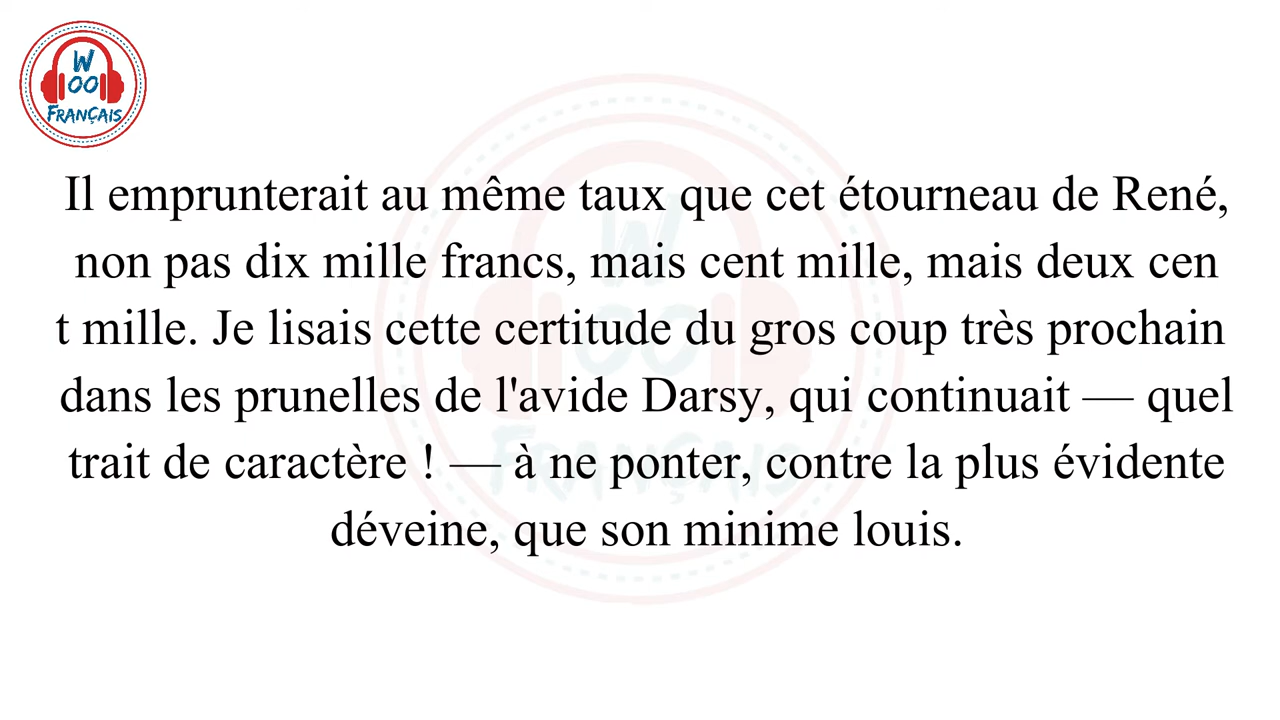 W
OO
FRANÇAIS
Il emprunterait au même taux que cet étourneau de René,
non pas dix mille francs, mais cent mille, mais deux cen
t mille. Je lisais cette certitude du gros coup très prochain
dans les prunelles de l'avide Darsy, qui continuait — quel
trait de caractère ! — à ne ponter, contre la plus évidente
déveine, que son minime louis.